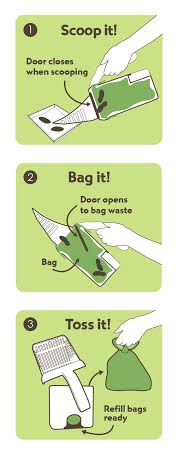 1 Scoop it!
Door closes
when scooping
2 Bag it!
Door opens
to bag waste
Bag
3 Toss it!
Refill bags
ready